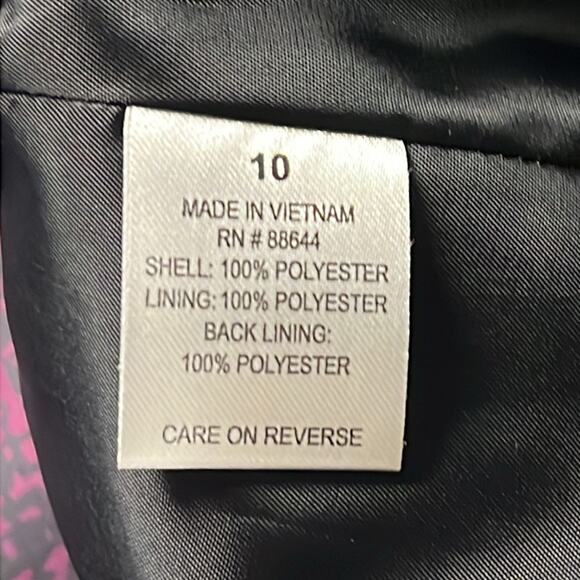 10
MADE IN VIETNAM
RN # 88644
SHELL: 100% POLYESTER
LINING: 100% POLYESTER
BACK LINING:
100% POLYESTER
CARE ON REVERSE